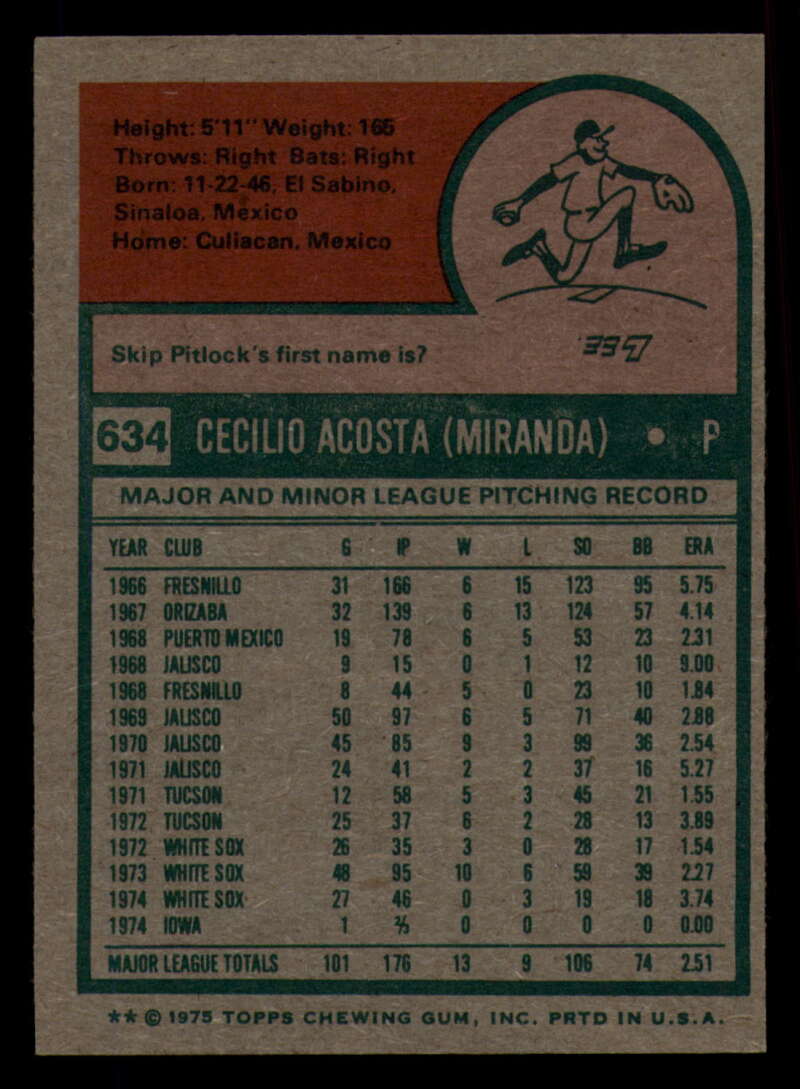 Height: 5'11" Weight: 165
Throws: Right Bats: Right
Born: 11-22-46, El Sabino,
Sinaloa, Mexico
Home: Culiacan, Mexico
Skip Pitlock's first name is?
LEE.
634 CECILIO ACOSTA (MIRANDA) • P
MAJOR AND MINOR LEAGUE PITCHING RECORD
YEAR CLUB G IP W L SO BB ERA
1966 FRESNILLO 31 166 6 15 123 95 5.75
1967 ORIZABA 32 139 6 13 124 57 4.14
1968 PUERTO MEXICO 19 78 6 5 53 23 2.31
1968 JALISCO 9 15 0 1 12 10 9.00
1968 FRESNILLO 8 44 5 0 23 10 1.84
1969 JALISCO 50 97 6 5 71 40 2.88
1970 JALISCO 45 85 9 3 99 36 2.54
1971 JALISCO 24 41 2 2 37 16 5.27
1971 TUCSON 12 58 5 3 45 21 1.55
1972 TUCSON 25 37 6 2 28 13 3.89
1972 WHITE SOX 26 35 3 0 28 17 1.54
1973 WHITE SOX 48 95 10 6 59 39 2.27
1974 WHITE SOX 27 46 0 3 19 18 3.74
1974 IOWA 1 ⅔ 0 0 0 0 0.00
MAJOR LEAGUE TOTALS 101 176 13 9 106 74 2.51
** © 1975 TOPPS CHEWING GUM, INC. PRTD IN U.S.A.